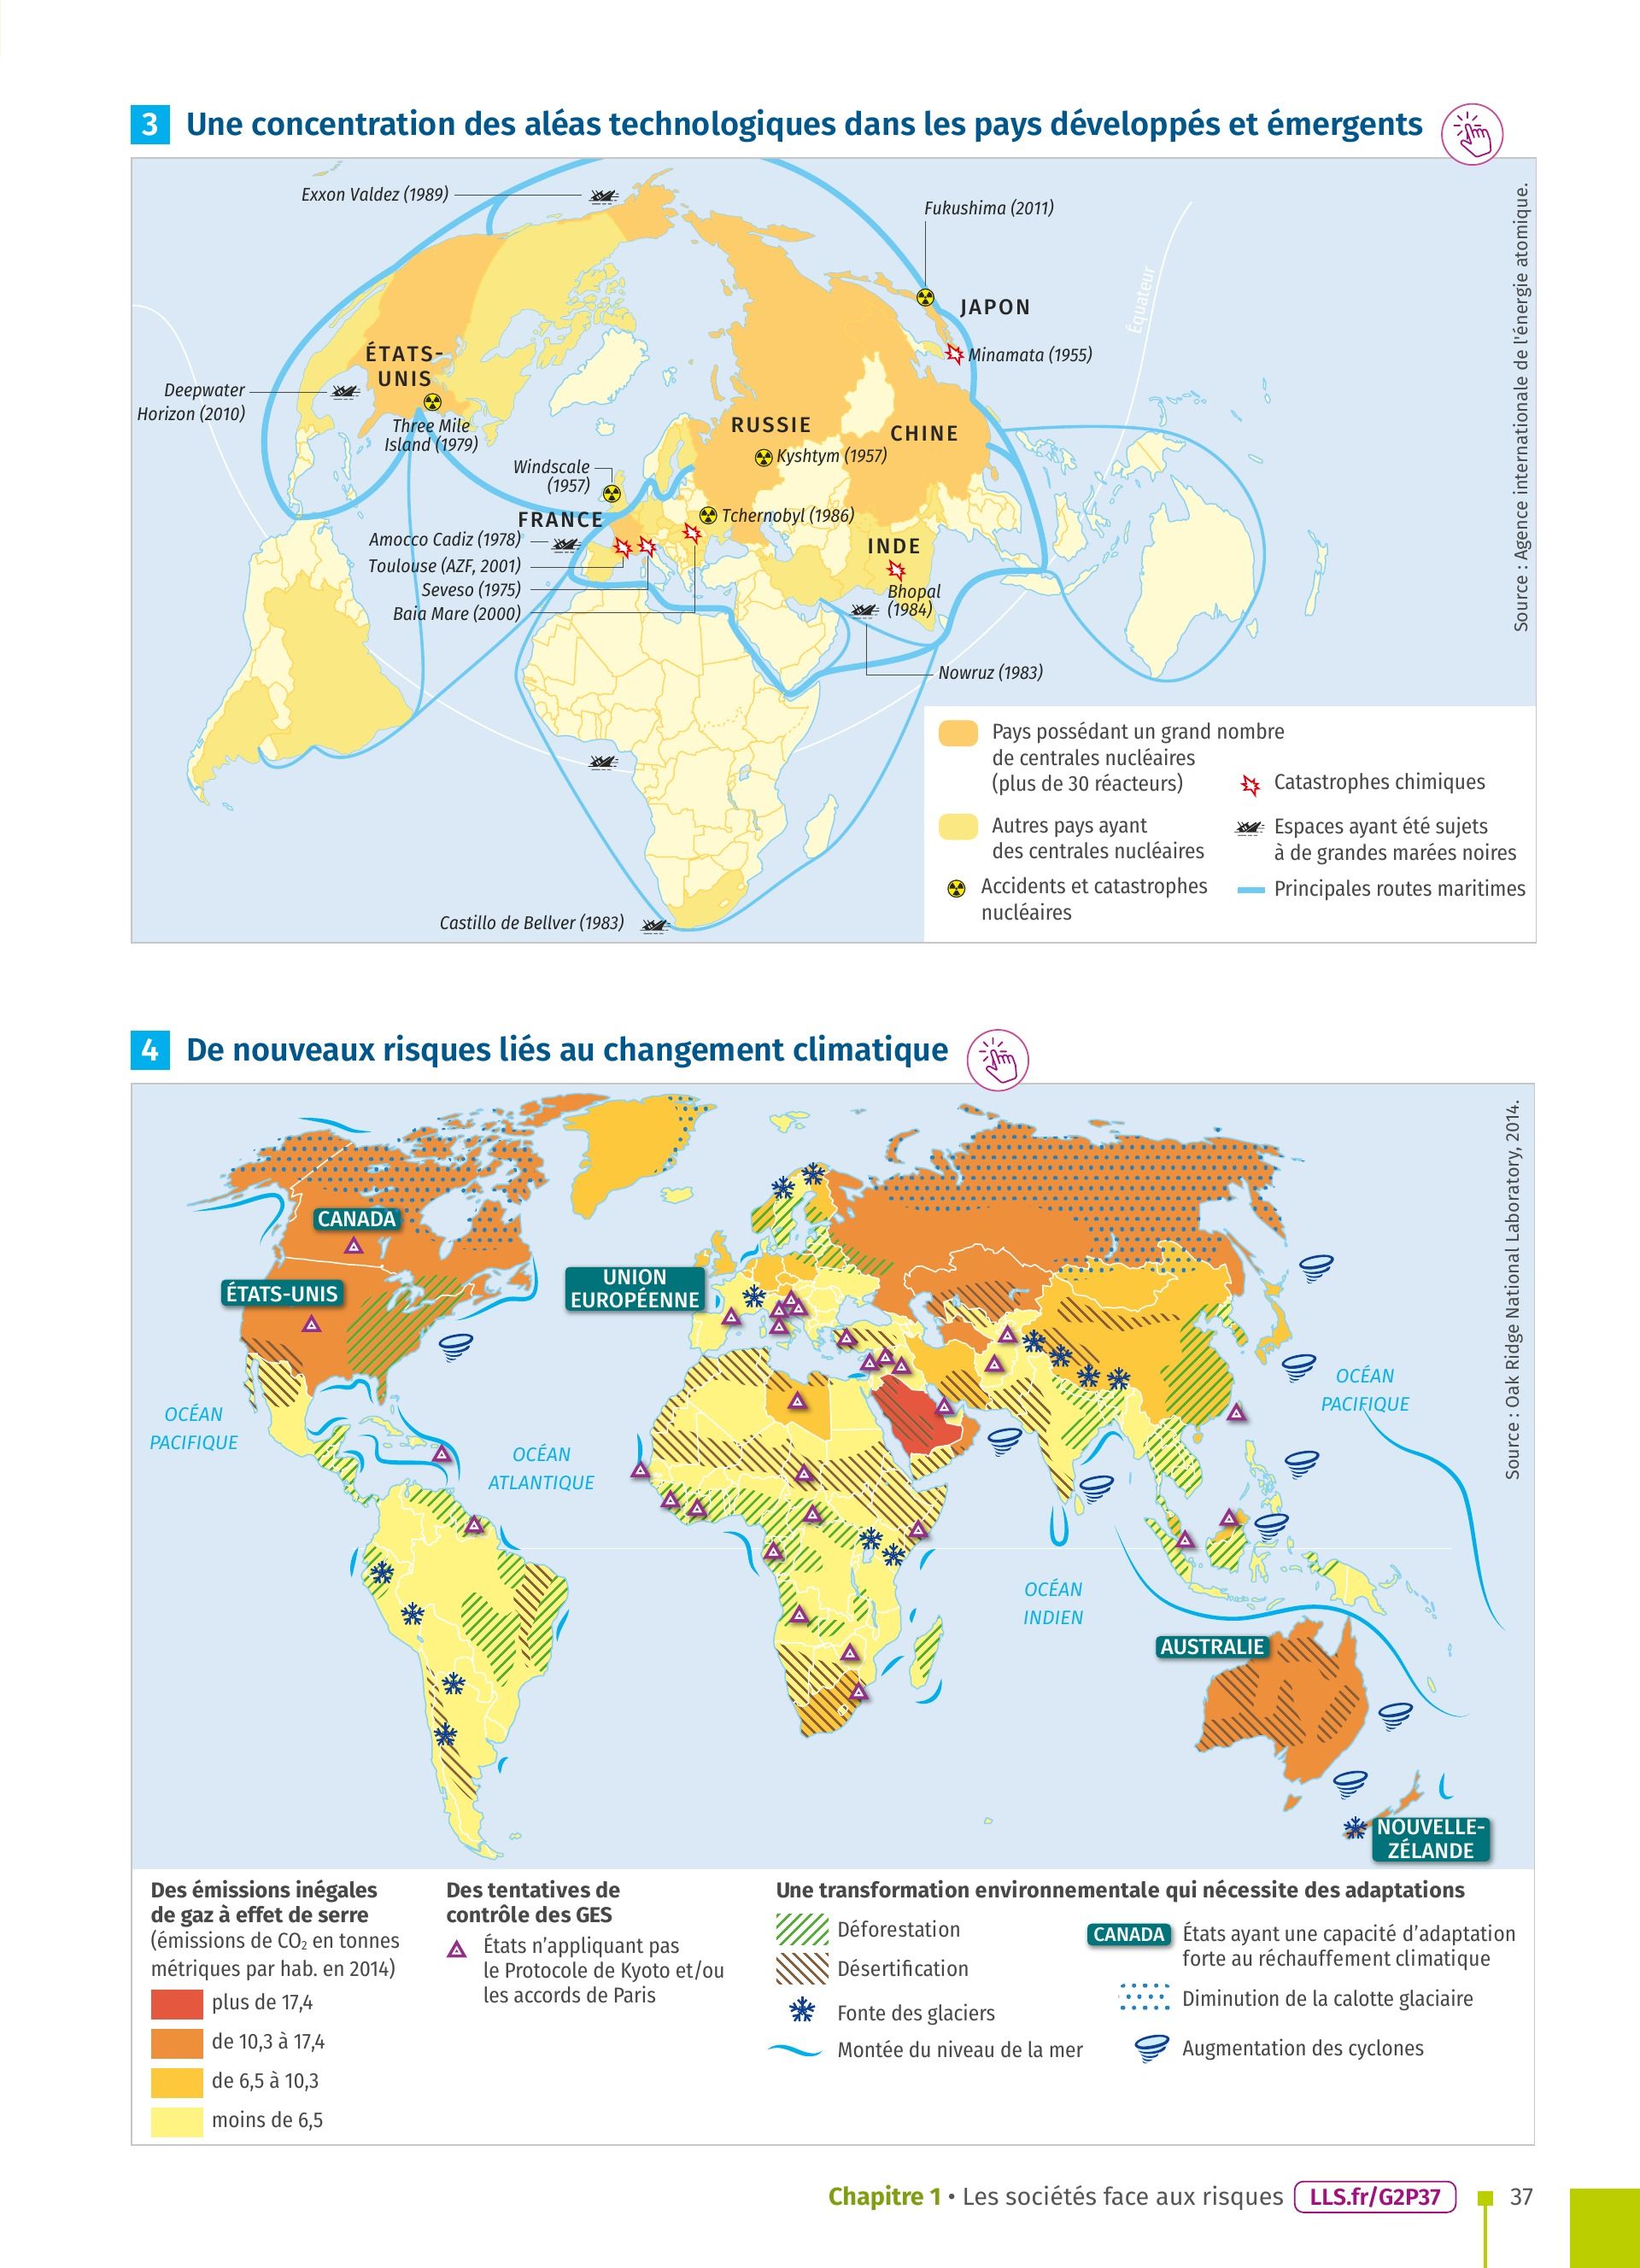 3 Une concentration des aléas technologiques dans les pays développés et émergents
Exxon Valdez (1989)
Fukushima (2011)
Équateur
JAPON
Minamata (1955)
ÉTATS-
UNIS
Deepwater
Horizon (2010)
Three Mile
Island (1979)
RUSSIE
CHINE
Kyshtym (1957)
Windscale
(1957)
FRANCE
Tchernobyl (1986)
Amocco Cadiz (1978)
INDE
Toulouse (AZF, 2001)
Seveso (1975)
Bhopal
(1984)
Baia Mare (2000)
Nowruz (1983)
Castillo de Bellver (1983)
Source : Agence internationale de l'énergie atomique.
Pays possédant un grand nombre
de centrales nucléaires
(plus de 30 réacteurs)
Autres pays ayant
des centrales nucléaires
Accidents et catastrophes
nucléaires
Catastrophes chimiques
Espaces ayant été sujets
à de grandes marées noires
Principales routes maritimes
4 De nouveaux risques liés au changement climatique
Source : Oak Ridge National Laboratory, 2014.
CANADA
ÉTATS-UNIS
UNION
EUROPÉENNE
OCÉAN
PACIFIQUE
OCÉAN
PACIFIQUE
OCÉAN
ATLANTIQUE
OCÉAN
INDIEN
AUSTRALIE
NOUVELLE-
ZÉLANDE
Des émissions inégales
de gaz à effet de serre
(émissions de CO₂ en tonnes
métriques par hab. en 2014)
plus de 17,4
de 10,3 à 17,4
de 6,5 à 10,3
moins de 6,5
Des tentatives de
contrôle des GES
États n’appliquant pas
le Protocole de Kyoto et/ou
les accords de Paris
Une transformation environnementale qui nécessite des adaptations
Déforestation
Désertification
Fonte des glaciers
Montée du niveau de la mer
CANADA États ayant une capacité d’adaptation
forte au réchauffement climatique
Diminution de la calotte glaciaire
Augmentation des cyclones
Chapitre 1 • Les sociétés face aux risques LLS.fr/G2P37 37